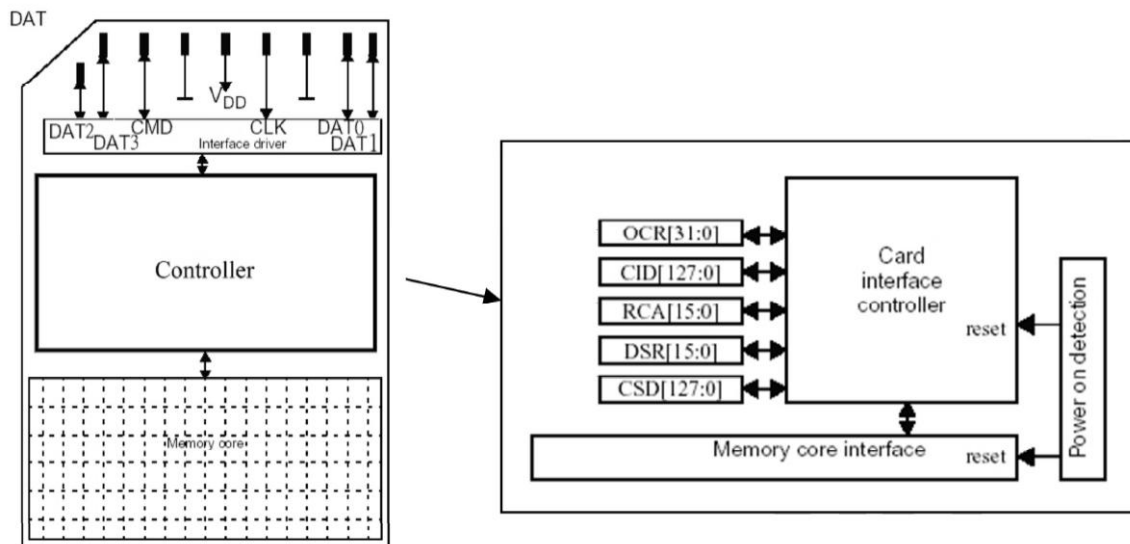 DAT
V_DD
DAT2
DAT3
CMD
CLK
DAT0
DAT1
Interface driver
Controller
Memory core
OCR[31:0]
CID[127:0]
RCA[15:0]
DSR[15:0]
CSD[127:0]
Card
interface
controller
reset
Memory core interface
reset
Power on detection